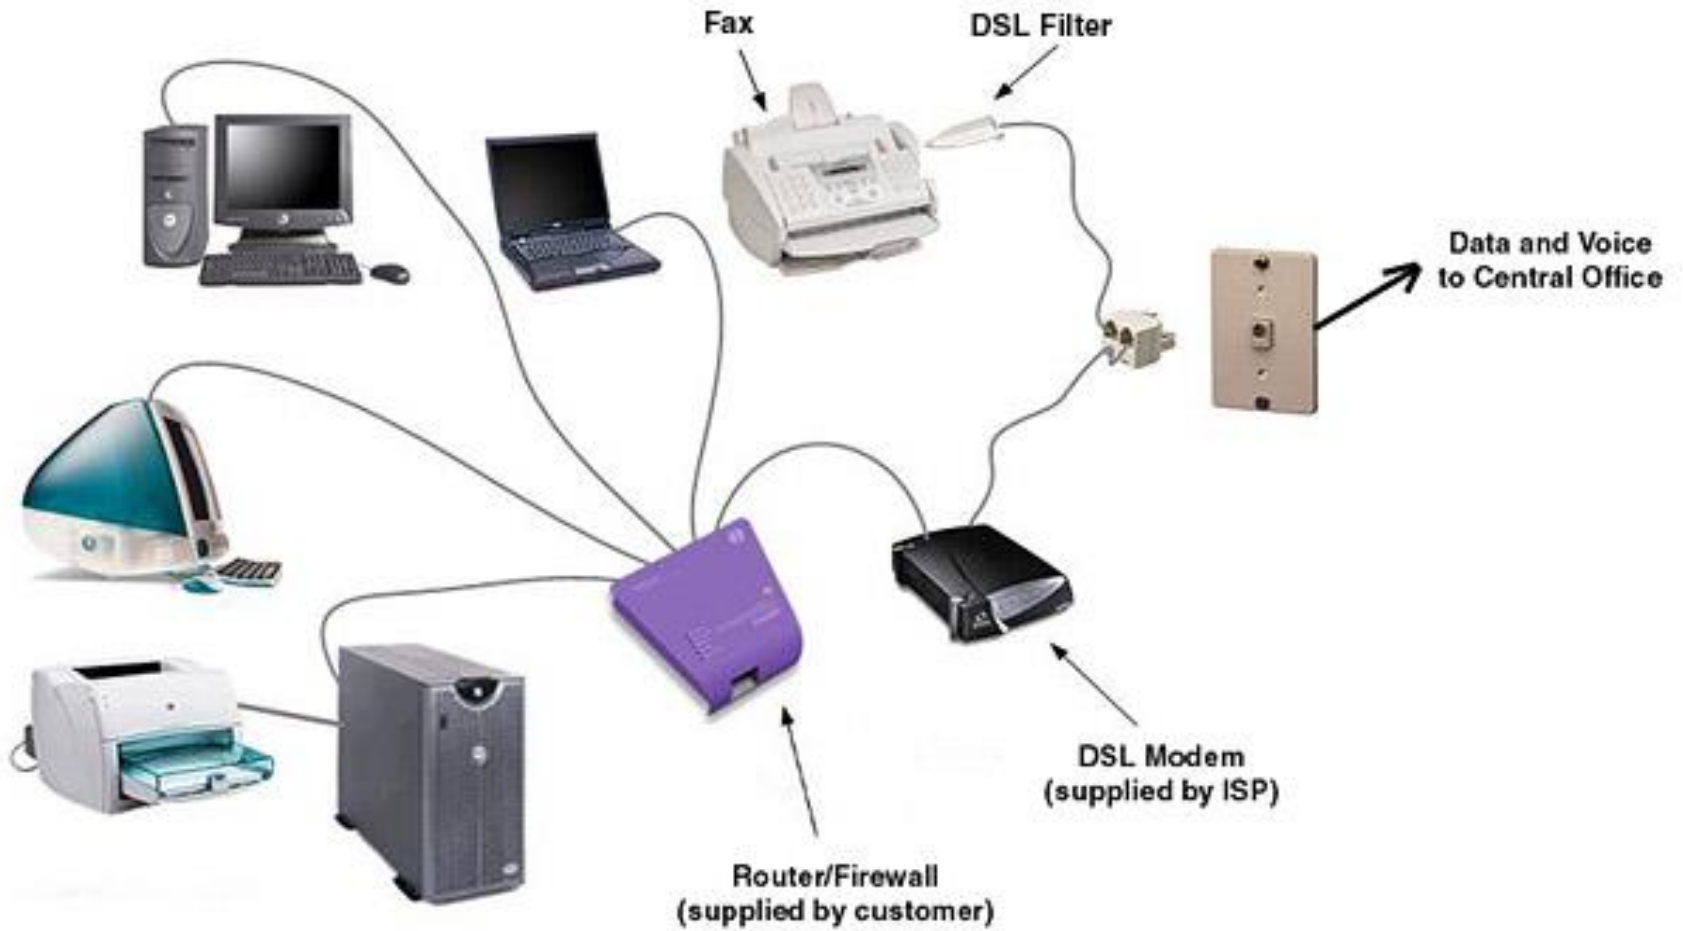 Fax
DSL Filter
Data and Voice
to Central Office
DSL Modem
(supplied by ISP)
Router/Firewall
(supplied by customer)